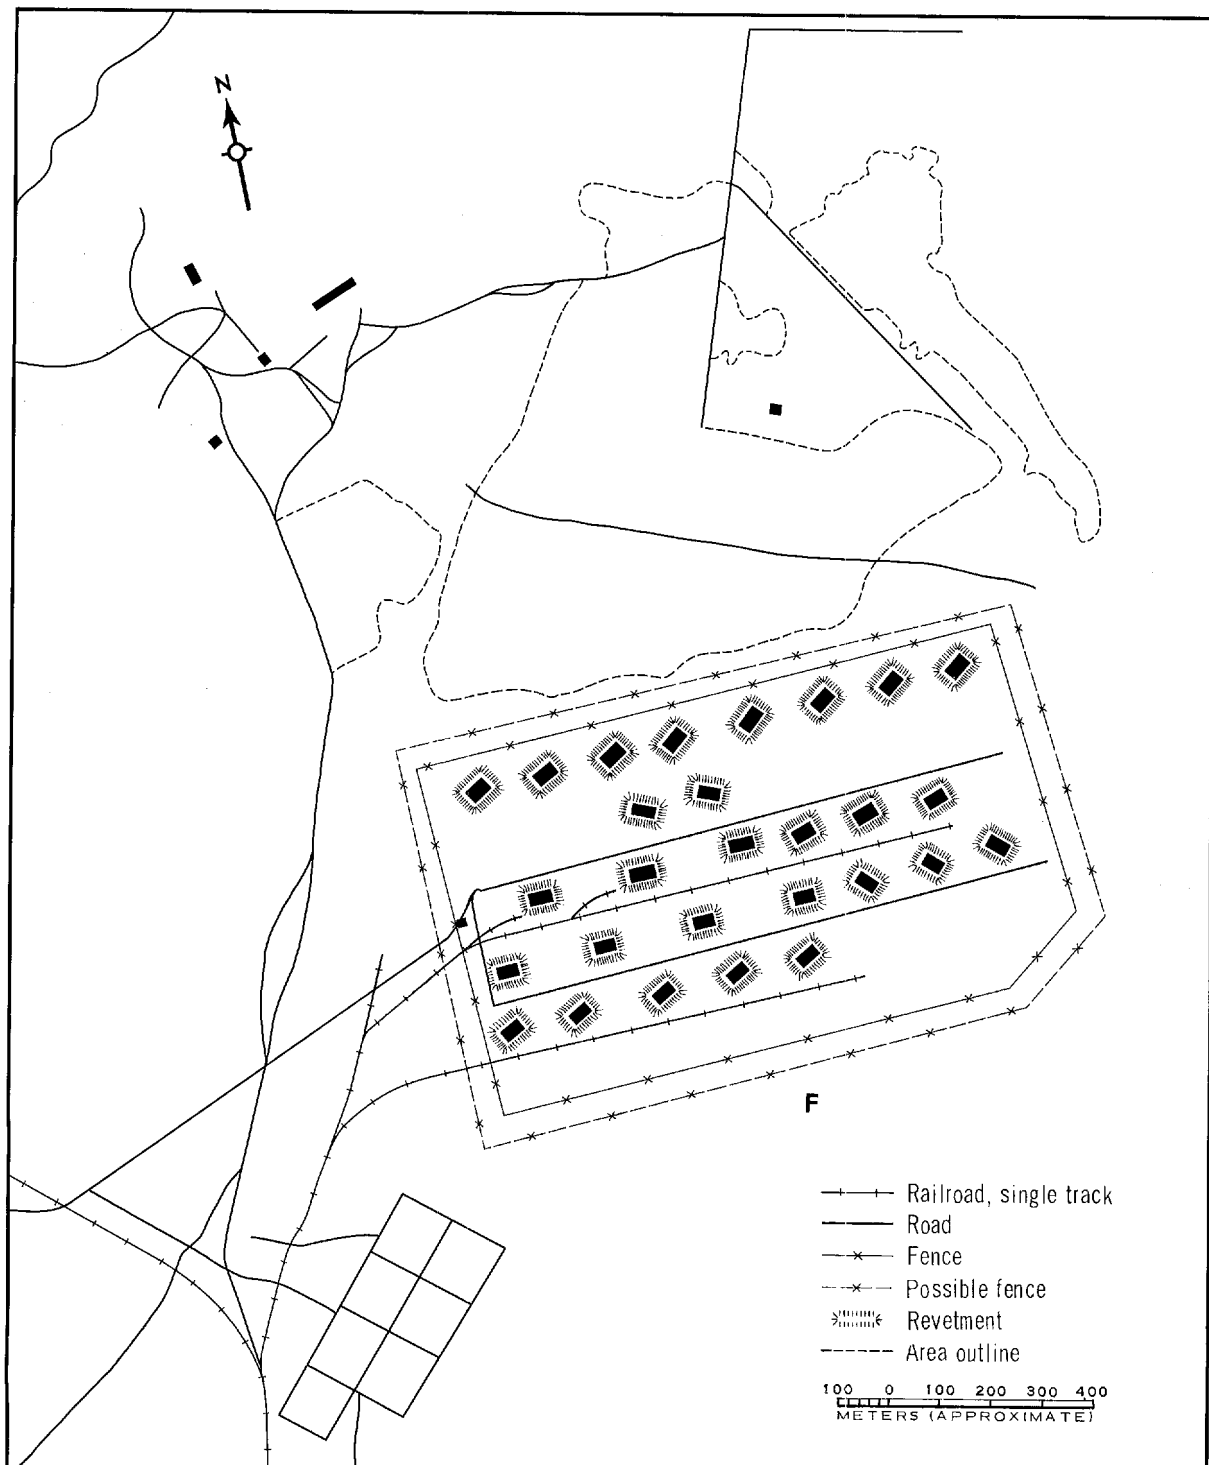 N
F
Railroad, single track
Road
Fence
Possible fence
Revetment
Area outline
100 0 100 200 300 400
METERS (APPROXIMATE)